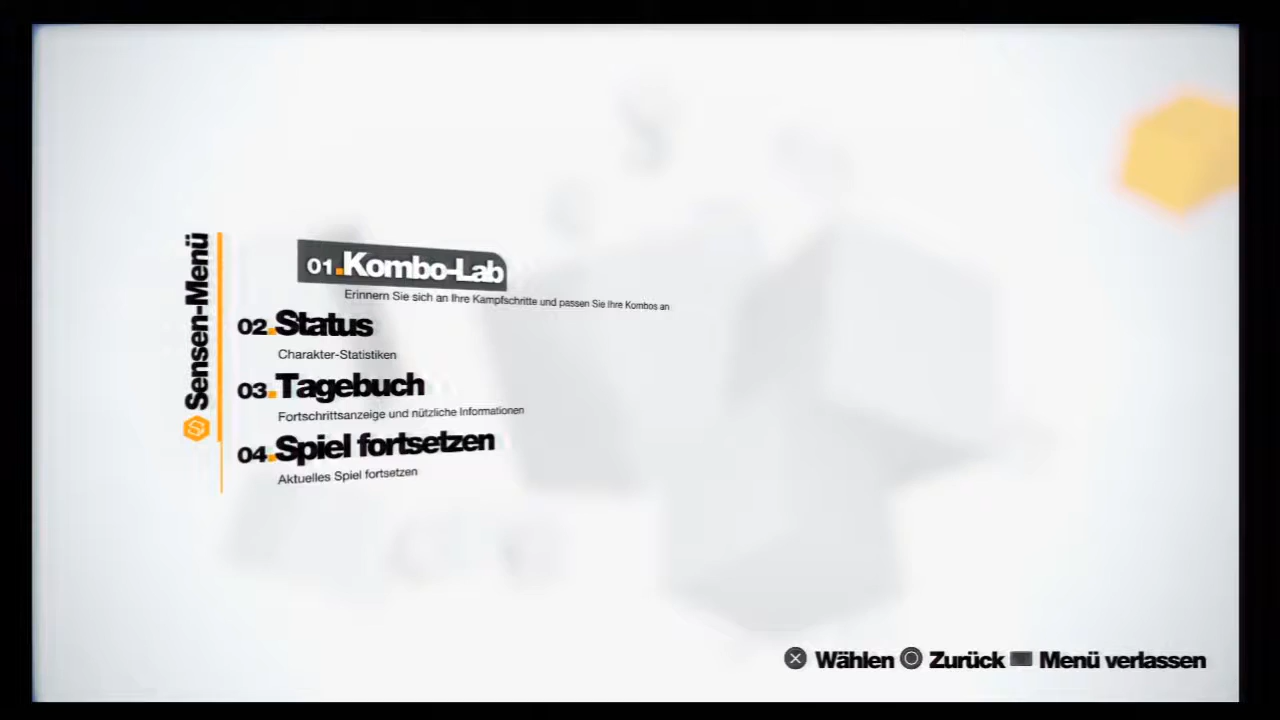 Sensen-Menü
01.Kombo-Lab
Erinnern Sie sich an Ihre Kampfschritte und passen Sie Ihre Kombos an
02.Status
Charakter-Statistiken
03.Tagebuch
Fortschrittsanzeige und nützliche Informationen
04.Spiel fortsetzen
Aktuelles Spiel fortsetzen
Wählen Zurück Menü verlassen